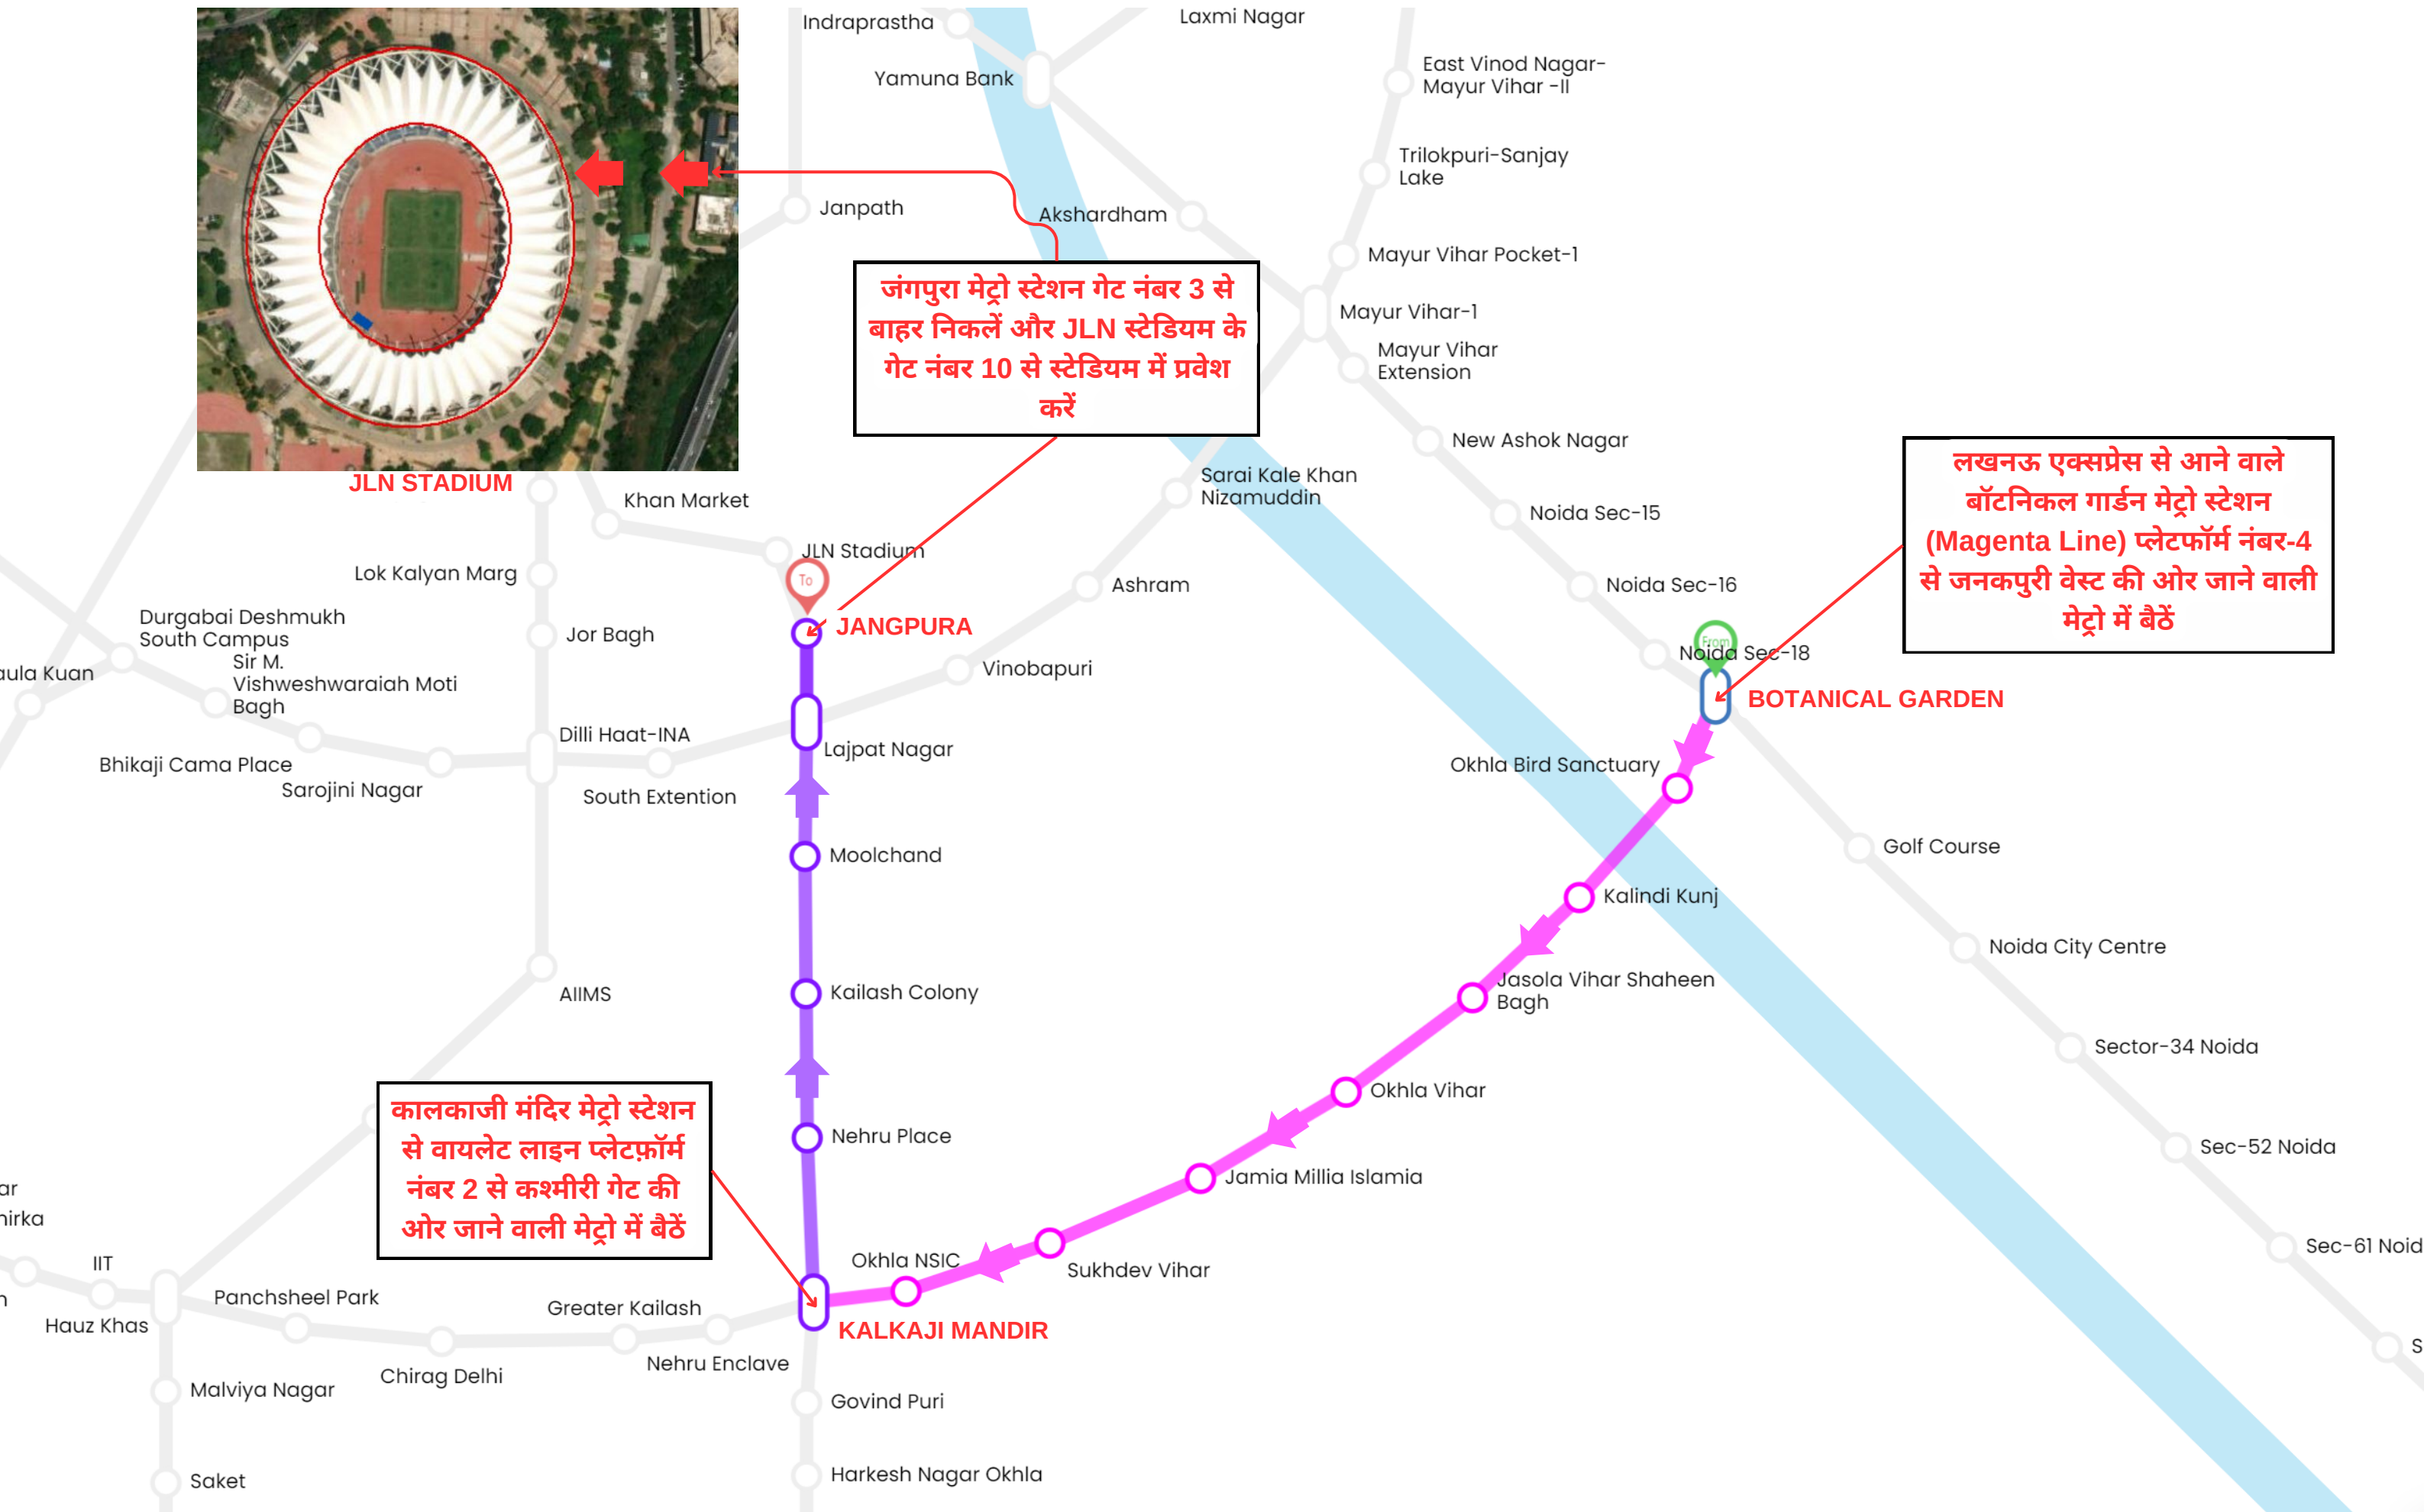 Indraprastha
Laxmi Nagar
Yamuna Bank
East Vinod Nagar-
Mayur Vihar -II
Trilokpuri-Sanjay
Lake
Janpath
Akshardham
Mayur Vihar Pocket-1
जंगपुरा मेट्रो स्टेशन गेट नंबर 3 से
बाहर निकलें और JLN स्टेडियम के
गेट नंबर 10 से स्टेडियम में प्रवेश
करें
Mayur Vihar-1
Mayur Vihar
Extension
New Ashok Nagar
लखनऊ एक्सप्रेस से आने वाले
बॉटनिकल गार्डन मेट्रो स्टेशन
(Magenta Line) प्लेटफॉर्म नंबर-4
से जनकपुरी वेस्ट की ओर जाने वाली
मेट्रो में बैठें
JLN STADIUM
Khan Market
Sarai Kale Khan
Nizamuddin
Noida Sec-15
JLN Stadium
To
Lok Kalyan Marg
Ashram
Noida Sec-16
Durgabai Deshmukh
South Campus
Jor Bagh
JANGPURA
From
Noida Sec-18
Sir M.
Vishweshwaraiah Moti
Bagh
aula Kuan
Vinobapuri
BOTANICAL GARDEN
Dilli Haat-INA
Lajpat Nagar
Bhikaji Cama Place
Okhla Bird Sanctuary
Sarojini Nagar
South Extention
Moolchand
Golf Course
Kalindi Kunj
Noida City Centre
AIIMS
Kailash Colony
Jasola Vihar Shaheen
Bagh
Sector-34 Noida
Okhla Vihar
कालकाजी मंदिर मेट्रो स्टेशन
से वायलेट लाइन प्लेटफ़ॉर्म
नंबर 2 से कश्मीरी गेट की
ओर जाने वाली मेट्रो में बैठें
Nehru Place
Sec-52 Noida
Jamia Millia Islamia
ar
nirka
IIT
Okhla NSIC
Sukhdev Vihar
Sec-61 Noid
n
Panchsheel Park
Greater Kailash
Hauz Khas
KALKAJI MANDIR
S
Nehru Enclave
Chirag Delhi
Malviya Nagar
Govind Puri
Saket
Harkesh Nagar Okhla